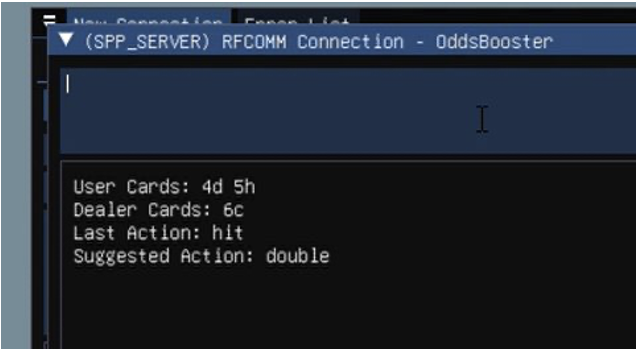 New Connection Error List
▼ (SPP_SERVER) RFCOMM Connection - OddsBooster
User Cards: 4d 5h
Dealer Cards: 6c
Last Action: hit
Suggested Action: double